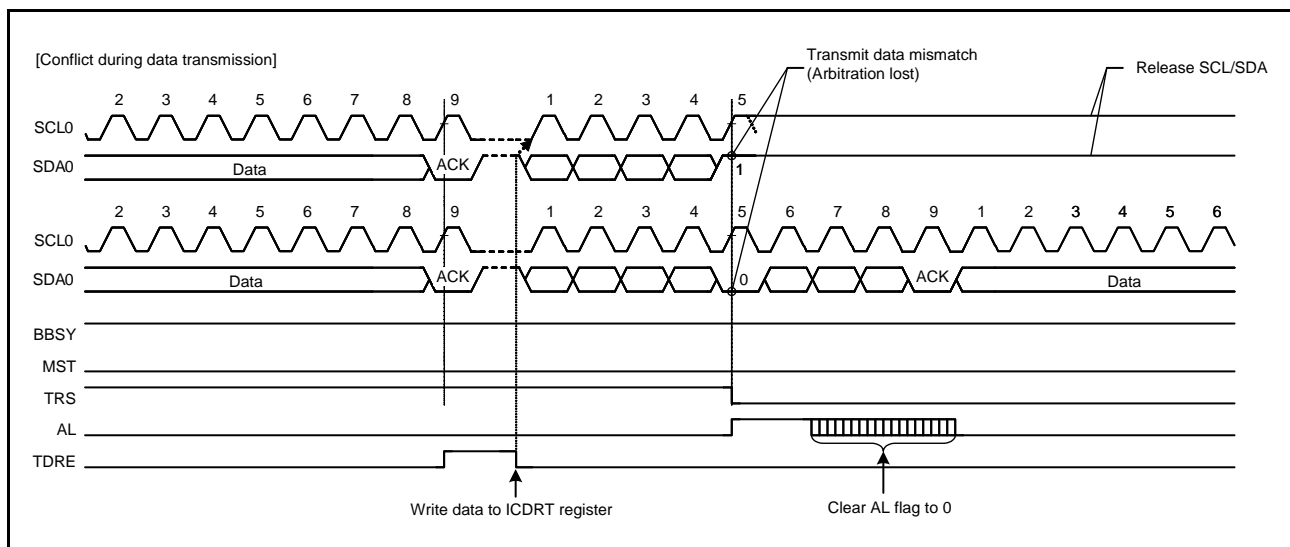 [Conflict during data transmission]
Transmit data mismatch
(Arbitration lost)
Release SCL/SDA
2 3 4 5 6 7 8 9 1 2 3 4 5
SCL0
SDA0 Data ACK 1
2 3 4 5 6 7 8 9 1 2 3 4 5 6 7 8 9 1 2 3 4 5 6
SCL0
SDA0 Data ACK 0 ACK Data
BBSY
MST
TRS
AL
TDRE
Write data to ICDRT register
Clear AL flag to 0